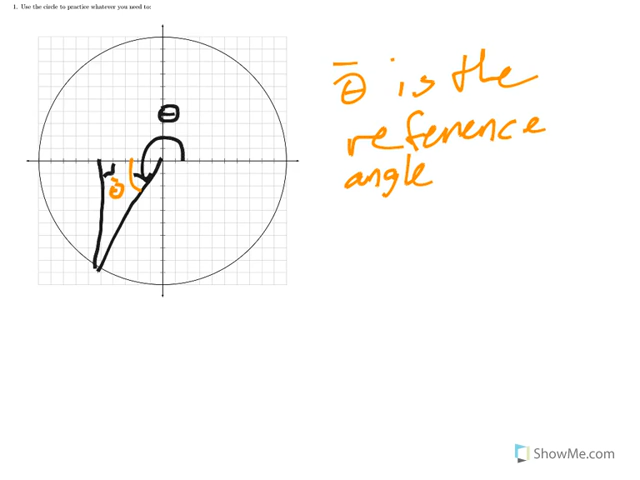 1. Use the circle to practice whatever you need to:
θ
θ̄
θ̄ is the
reference
angle
ShowMe.com